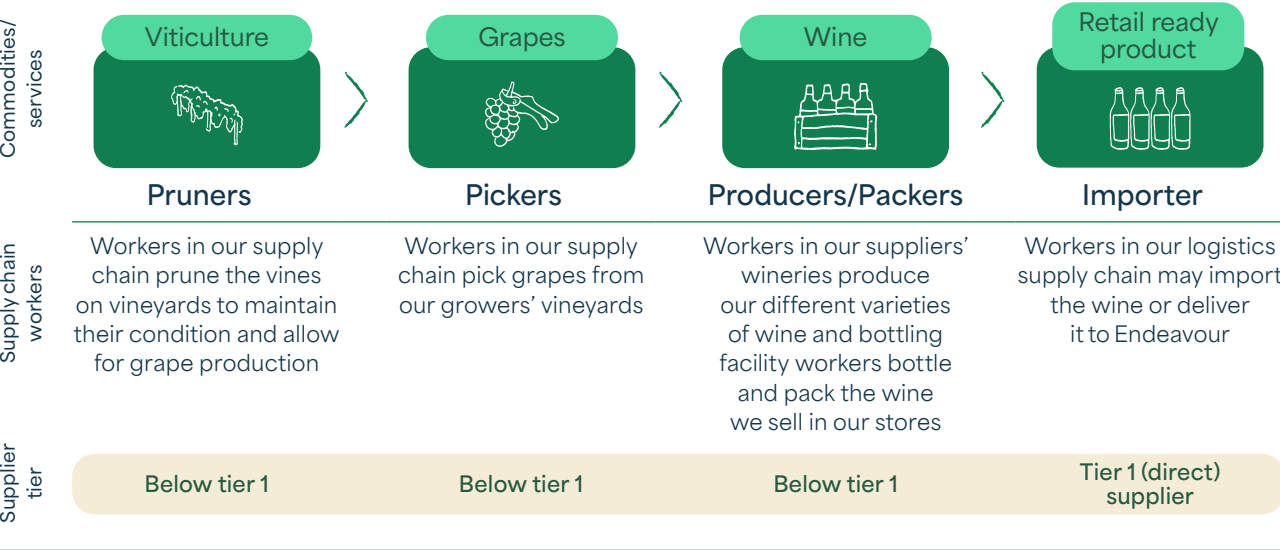 Commodities/
services
Viticulture
Grapes
Wine
Retail ready
product
Pruners
Pickers
Producers/Packers
Importer
Supply chain
workers
Workers in our supply
chain prune the vines
on vineyards to maintain
their condition and allow
for grape production
Workers in our supply
chain pick grapes from
our growers’ vineyards
Workers in our suppliers’
wineries produce
our different varieties
of wine and bottling
facility workers bottle
and pack the wine
we sell in our stores
Workers in our logistics
supply chain may import
the wine or deliver
it to Endeavour
Supplier
tier
Below tier 1
Below tier 1
Below tier 1
Tier 1 (direct)
supplier